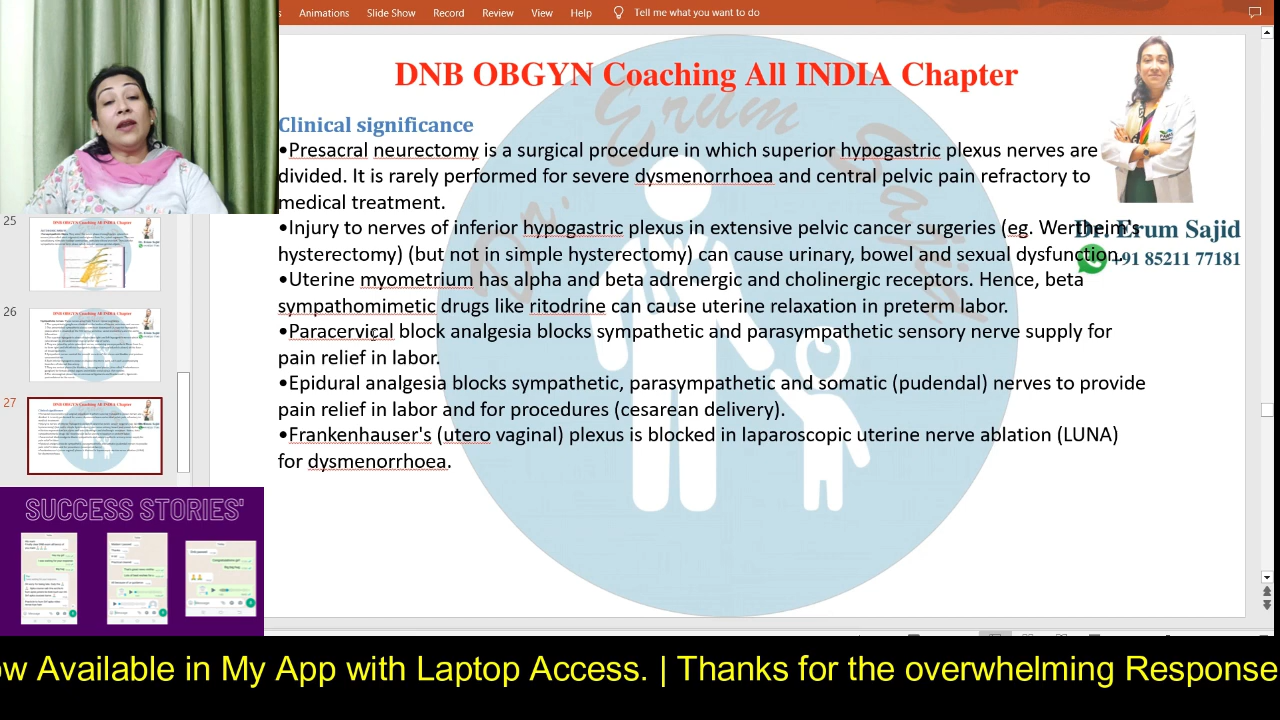 Animations Slide Show Record Review View Help Tell me what you want to do
DNB OBGYN Coaching All INDIA Chapter
Clinical significance
•Presacral neurectomy is a surgical procedure in which superior hypogastric plexus nerves are
divided. It is rarely performed for severe dysmenorrhoea and central pelvic pain refractory to
medical treatment.
•Injury to nerves of inferior hypogastric plexus in extensive pelvic cancer surgeries (eg. Wertheim's
hysterectomy) (but not in simple hysterectomy) can cause urinary, bowel and sexual dysfunction.
•Uterine myometrium has alpha and beta adrenergic and cholinergic receptors. Hence, beta
sympathomimetic drugs like ritodrine can cause uterine relaxation in preterm labor.
•Paracervical block analgesia blocks sympathetic and parasympathetic sensory nerve supply for
pain relief in labor.
•Epidural analgesia blocks sympathetic, parasympathetic and somatic (pudendal) nerves to provide
pain relief in labor and for procedures (cesarean delivery).
•Frankenhauser's (uterovaginal) plexus is blocked in laparoscopic uterine nerve ablation (LUNA)
for dysmenorrhoea.
Dr. Erum Sajid
+91 85211 77181
Erum
25
26
27
SUCCESS STORIES'
ow Available in My App with Laptop Access. | Thanks for the overwhelming Response